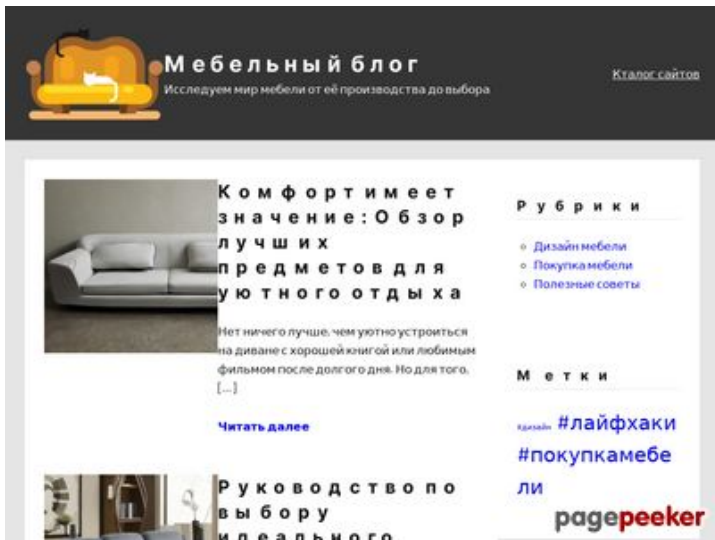 Мебельный блог
Исследуем мир мебели от её производства до выбора
Кталог сайтов
Комфорт имеет
значение: Обзор
лучших
предметов для
уютного отдыха
Нет ничего лучше, чем уютно устроиться
на диване с хорошей книгой или любимым
фильмом после долгого дня. Но для того,
[…]
Читать далее
Руководство по
выбору
идеального
Рубрики
Дизайн мебели
Покупка мебели
Полезные советы
Метки
#дизайн #лайфхаки
#покупкамебе
ли
pagepeeker